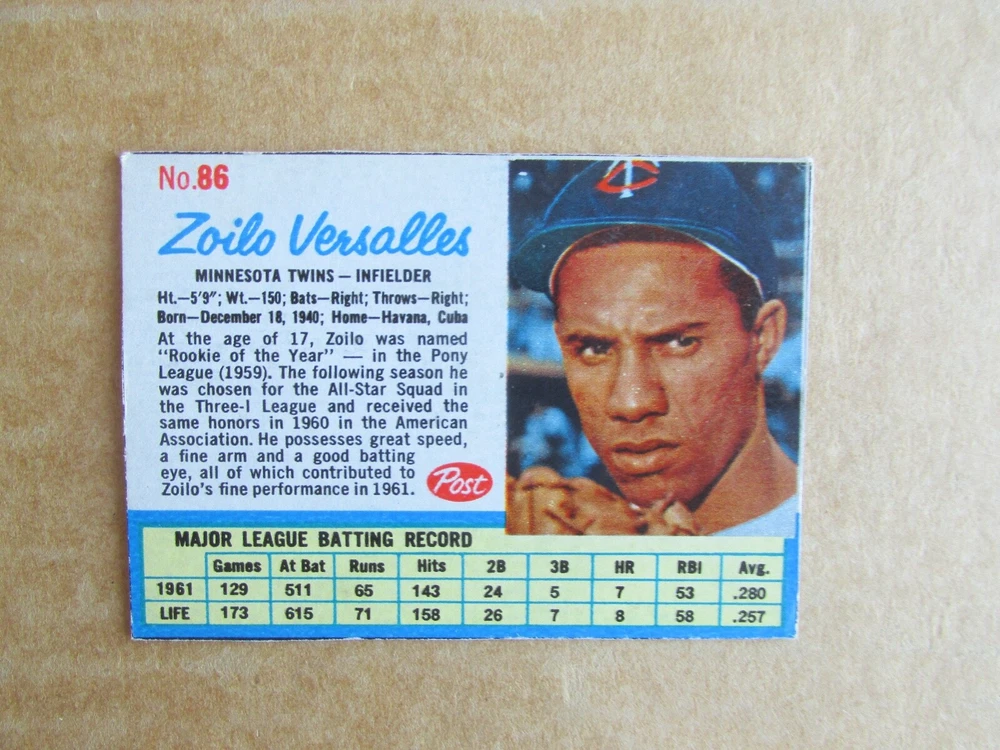 No.86
Zoilo Versalles
MINNESOTA TWINS — INFIELDER
Ht.—5'9"; Wt.—150; Bats—Right; Throws—Right;
Born—December 18, 1940; Home—Havana, Cuba
At the age of 17, Zoilo was named
"Rookie of the Year" — in the Pony
League (1959). The following season he
was chosen for the All-Star Squad in
the Three-I League and received the
same honors in 1960 in the American
Association. He possesses great speed,
a fine arm and a good batting
eye, all of which contributed to
Zoilo's fine performance in 1961.
Post
TC
MAJOR LEAGUE BATTING RECORD
Games At Bat Runs Hits 2B 3B HR RBI Avg.
1961 129 511 65 143 24 5 7 53 .280
LIFE 173 615 71 158 26 7 8 58 .257